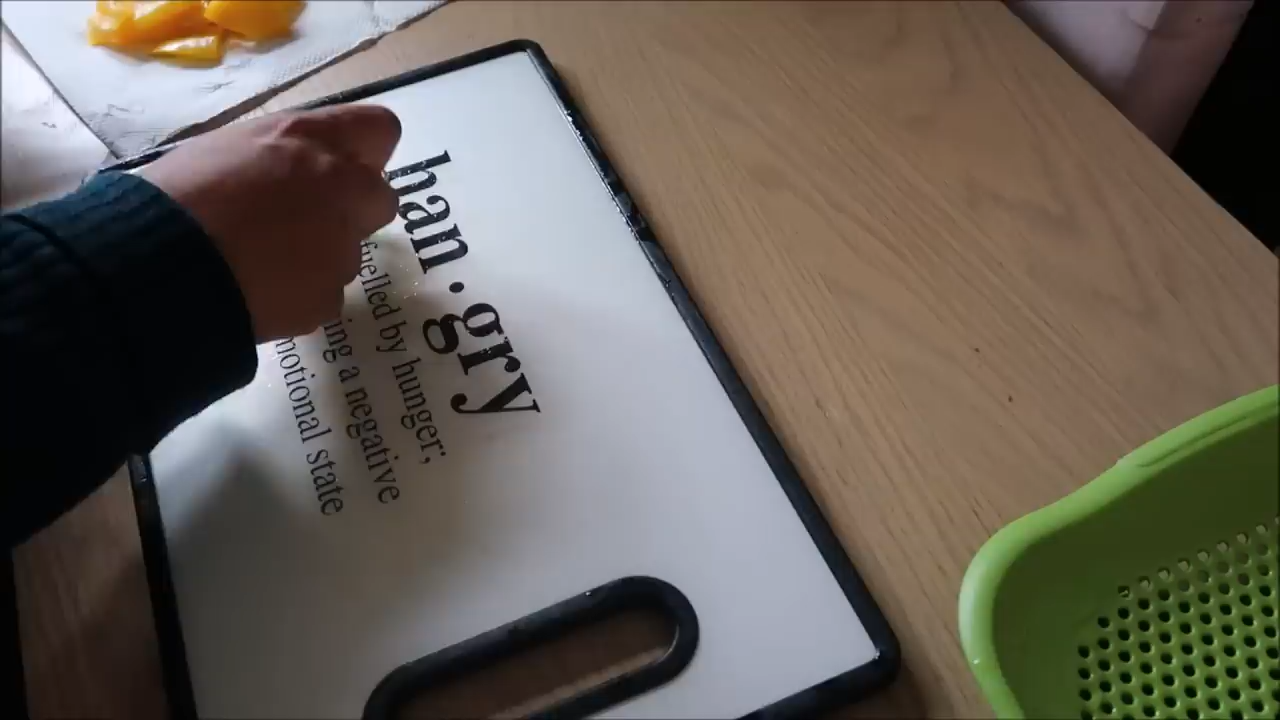 han·gry
fuelled by hunger;
ing a negative
motional state